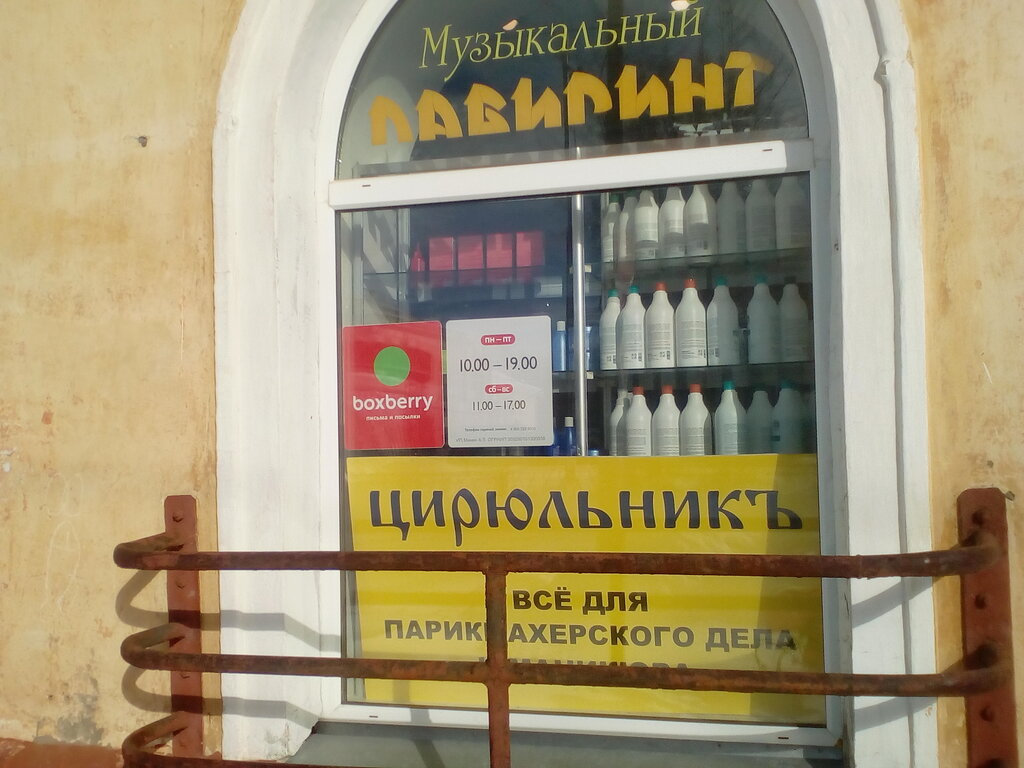 Музыкальный
ЛАБИРИНТ
boxberry
письма и посылки
пн – пт
10.00 – 19.00
сб – вс
11.00 – 17.00
ЦИРЮЛЬНИКЪ
ВСЁ ДЛЯ
ПАРИКМАХЕРСКОГО ДЕЛА